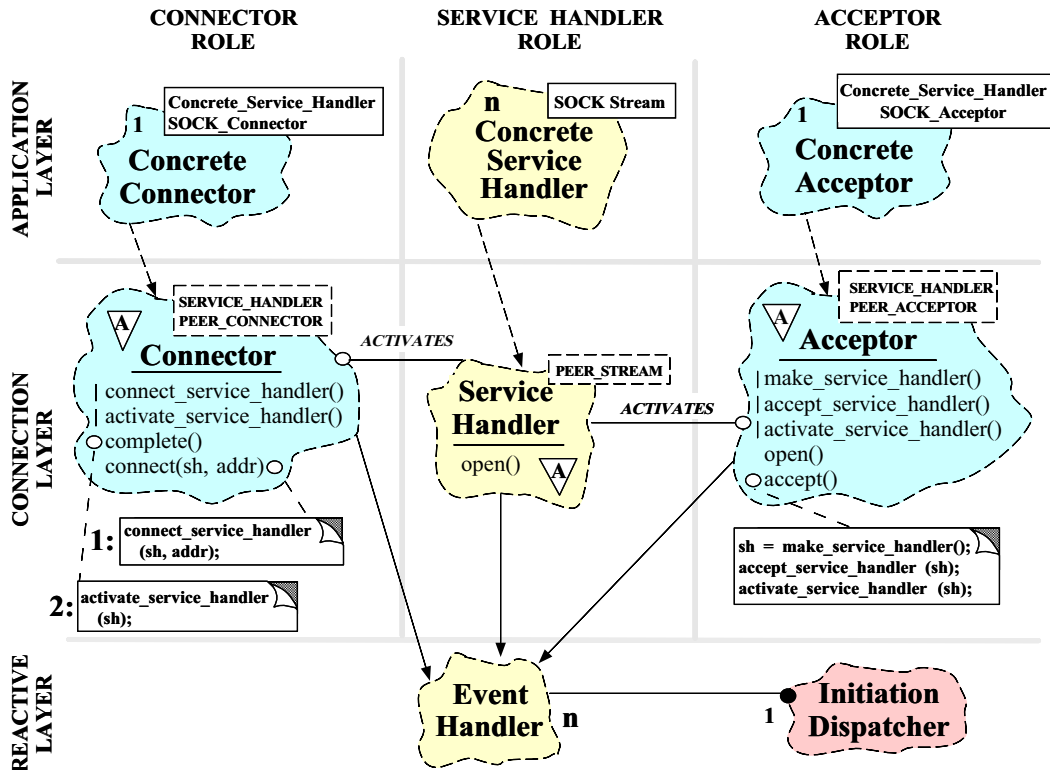 CONNECTOR
ROLE
SERVICE HANDLER
ROLE
ACCEPTOR
ROLE
APPLICATION
LAYER
Concrete_Service_Handler
SOCK_Connector
1
Concrete
Connector
SOCK Stream
n
Concrete
Service
Handler
Concrete_Service_Handler
SOCK_Acceptor
1
Concrete
Acceptor
CONNECTION
LAYER
SERVICE_HANDLER
PEER_CONNECTOR
A
Connector
connect_service_handler()
activate_service_handler()
complete()
connect(sh, addr)
ACTIVATES
PEER_STREAM
Service
Handler
open()
A
ACTIVATES
SERVICE_HANDLER
PEER_ACCEPTOR
A
Acceptor
make_service_handler()
accept_service_handler()
activate_service_handler()
open()
accept()
1:
connect_service_handler
(sh, addr);
2:
activate_service_handler
(sh);
sh = make_service_handler();
accept_service_handler (sh);
activate_service_handler (sh);
REACTIVE
LAYER
Event
Handler
n
1
Initiation
Dispatcher